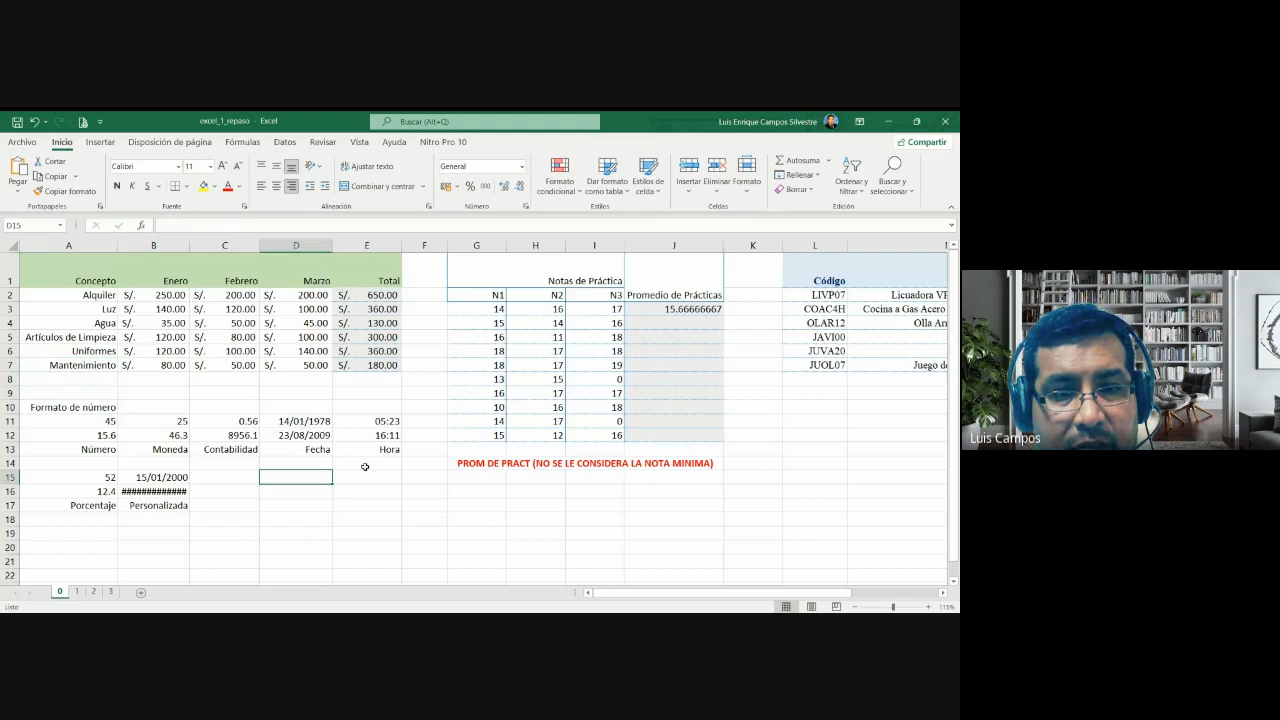 excel_1_repaso - Excel
Buscar (Alt+Q)
Luis Enrique Campos Silvestre
Archivo Inicio Insertar Disposición de página Fórmulas Datos Revisar Vista Ayuda Nitro Pro 10 Compartir
Pegar Cortar Copiar Copiar formato Portapapeles
Calibri 11 N K S Fuente
Ajustar texto Combinar y centrar Alineación
General % 000 Número
Formato condicional Dar formato como tabla Estilos de celda Estilos
Insertar Eliminar Formato Celdas
Autosuma Rellenar Borrar Ordenar y filtrar Buscar y seleccionar Edición
D15 fx
A B C D E F G H I J K L
1 Concepto Enero Febrero Marzo Total Notas de Práctica Código
2 Alquiler S/. 250.00 S/. 200.00 S/. 200.00 S/. 650.00 N1 N2 N3 Promedio de Prácticas LIVP07 Licuadora
3 Luz S/. 140.00 S/. 120.00 S/. 100.00 S/. 360.00 14 16 17 15.66666667 COAC4H Cocina a Gas Acero
4 Agua S/. 35.00 S/. 50.00 S/. 45.00 S/. 130.00 15 14 16 OLAR12 Olla
5 Artículos de Limpieza S/. 120.00 S/. 80.00 S/. 100.00 S/. 300.00 16 11 18 JAVI00
6 Uniformes S/. 120.00 S/. 100.00 S/. 140.00 S/. 360.00 18 17 18 JUVA20
7 Mantenimiento S/. 80.00 S/. 50.00 S/. 50.00 S/. 180.00 18 17 19 JUOL07 Juego
8 13 15 0
9 16 17 17
10 Formato de número 10 16 18
11 45 25 0.56 14/01/1978 05:23 14 17 0
12 15.6 46.3 8956.1 23/08/2009 16:11 15 12 16
13 Número Moneda Contabilidad Fecha Hora
14 PROM DE PRACT (NO SE LE CONSIDERA LA NOTA MINIMA)
15 52 15/01/2000
16 12.4 #############
17 Porcentaje Personalizada
18
19
20
21
22
0 1 2 3
Listo 115%
Luis Campos